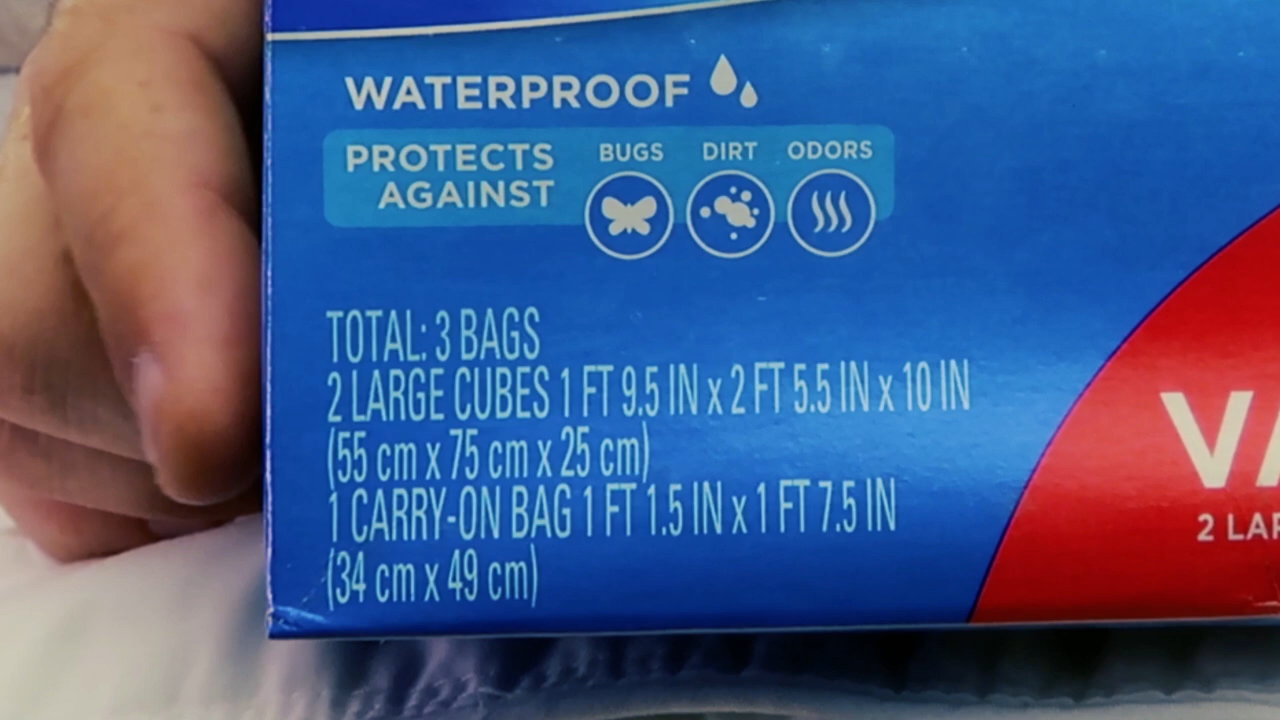 WATERPROOF
PROTECTS AGAINST
BUGS DIRT ODORS
TOTAL: 3 BAGS
2 LARGE CUBES 1 FT 9.5 IN x 2 FT 5.5 IN x 10 IN
(55 cm x 75 cm x 25 cm)
1 CARRY-ON BAG 1 FT 1.5 IN x 1 FT 7.5 IN
(34 cm x 49 cm)
2